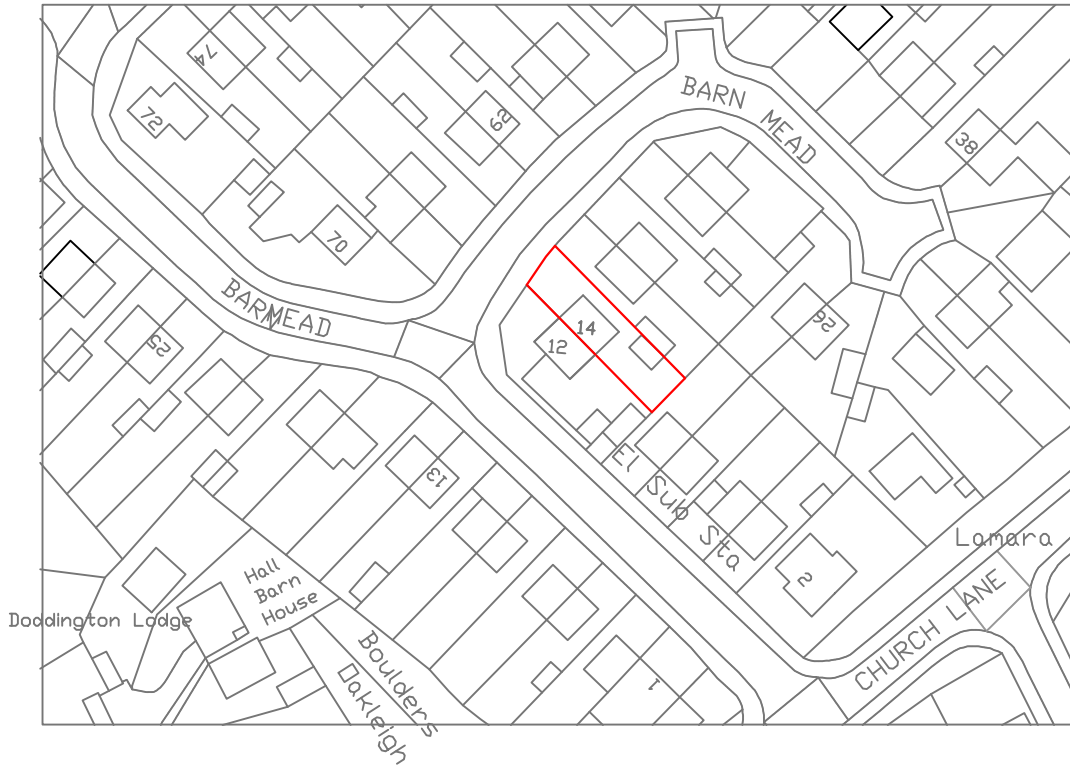 74
BARN MEAD
72
62
38
70
BARMEAD
26
14
12
25
13
El Sub Sta
Lamara
2
Hall
Barn
House
CHURCH LANE
Doddington Lodge
Boulders
Oakleigh
1